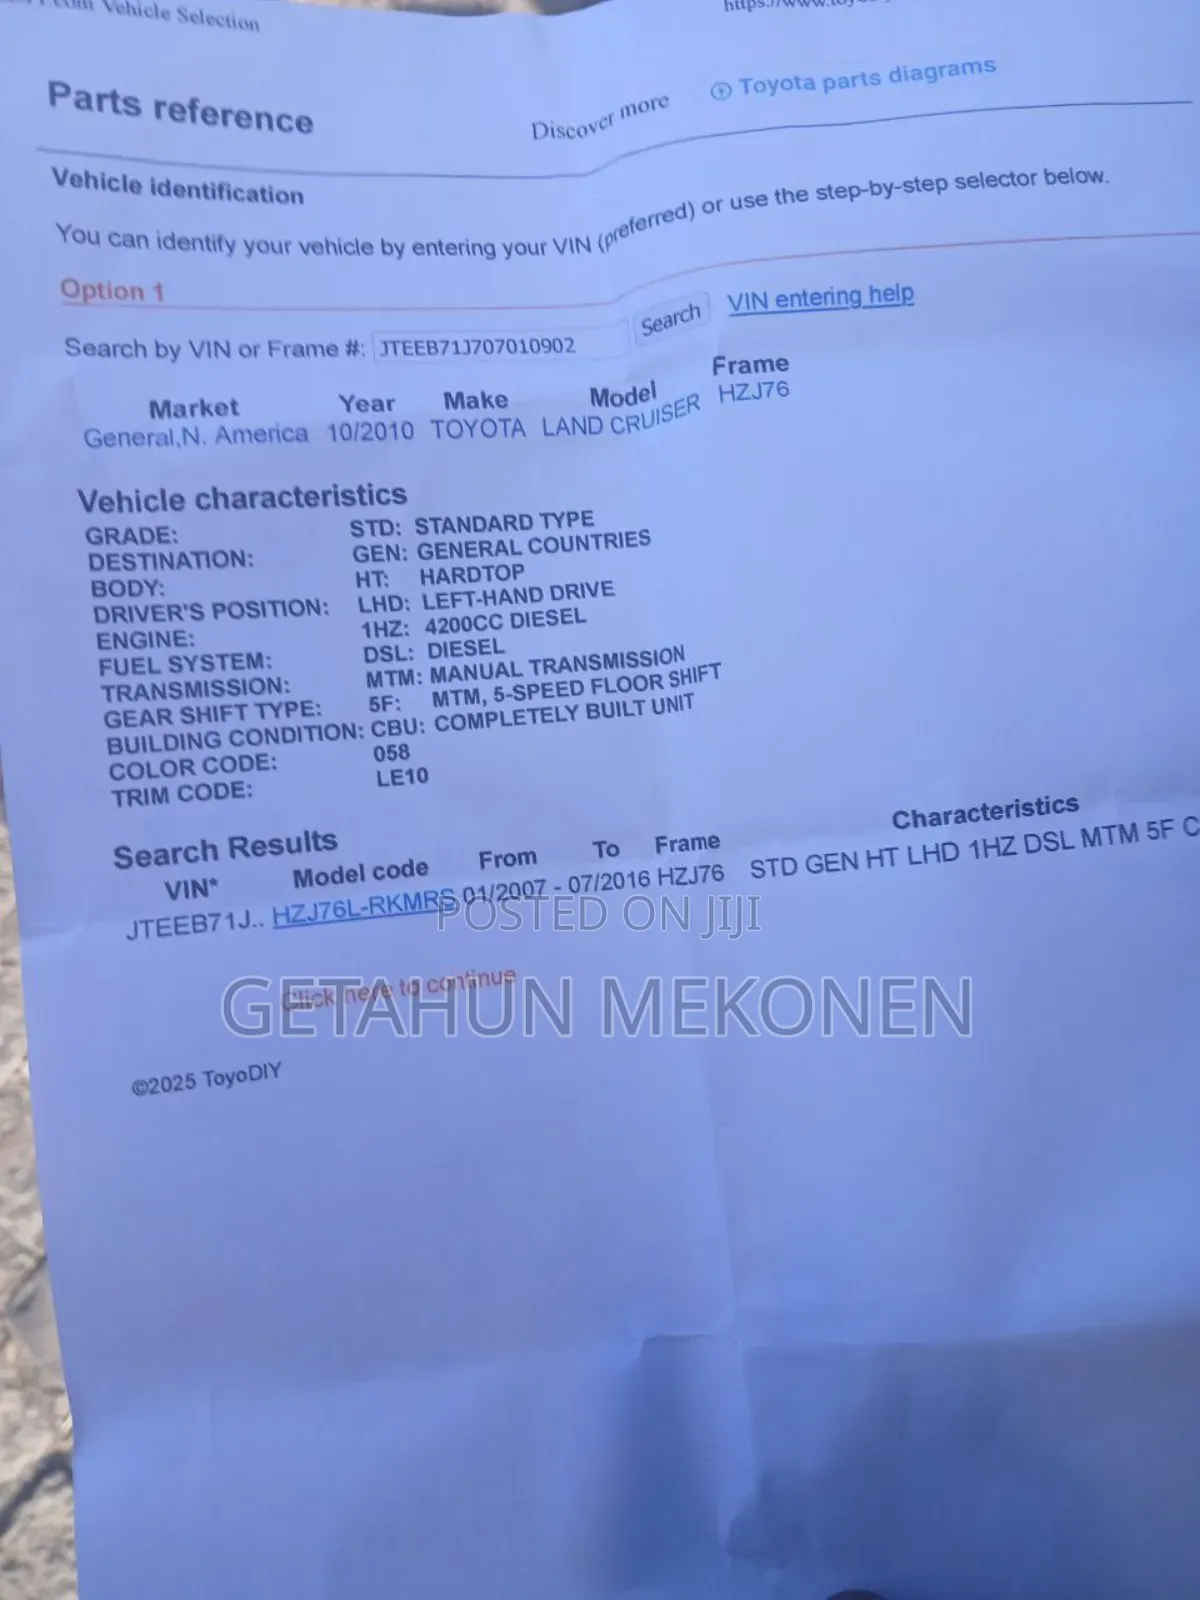 Vehicle Selection
Parts reference
Discover more
Toyota parts diagrams
Vehicle identification
You can identify your vehicle by entering your VIN (preferred) or use the step-by-step selector below.
Option 1
Search by VIN or Frame #: JTEEB71J707010902 Search VIN entering help
Market Year Make Model Frame
General,N. America 10/2010 TOYOTA LAND CRUISER HZJ76
Vehicle characteristics
GRADE: STD: STANDARD TYPE
DESTINATION: GEN: GENERAL COUNTRIES
BODY: HT: HARDTOP
DRIVER'S POSITION: LHD: LEFT-HAND DRIVE
ENGINE: 1HZ: 4200CC DIESEL
FUEL SYSTEM: DSL: DIESEL
TRANSMISSION: MTM: MANUAL TRANSMISSION
GEAR SHIFT TYPE: 5F: MTM, 5-SPEED FLOOR SHIFT
BUILDING CONDITION: CBU: COMPLETELY BUILT UNIT
COLOR CODE: 058
TRIM CODE: LE10
Search Results
VIN* Model code From To Frame Characteristics
JTEEB71J.. HZJ76L-RKMRS 01/2007 - 07/2016 HZJ76 STD GEN HT LHD 1HZ DSL MTM 5F C
POSTED ON JIJI
Click here to continue
GETAHUN MEKONEN
©2025 ToyoDIY